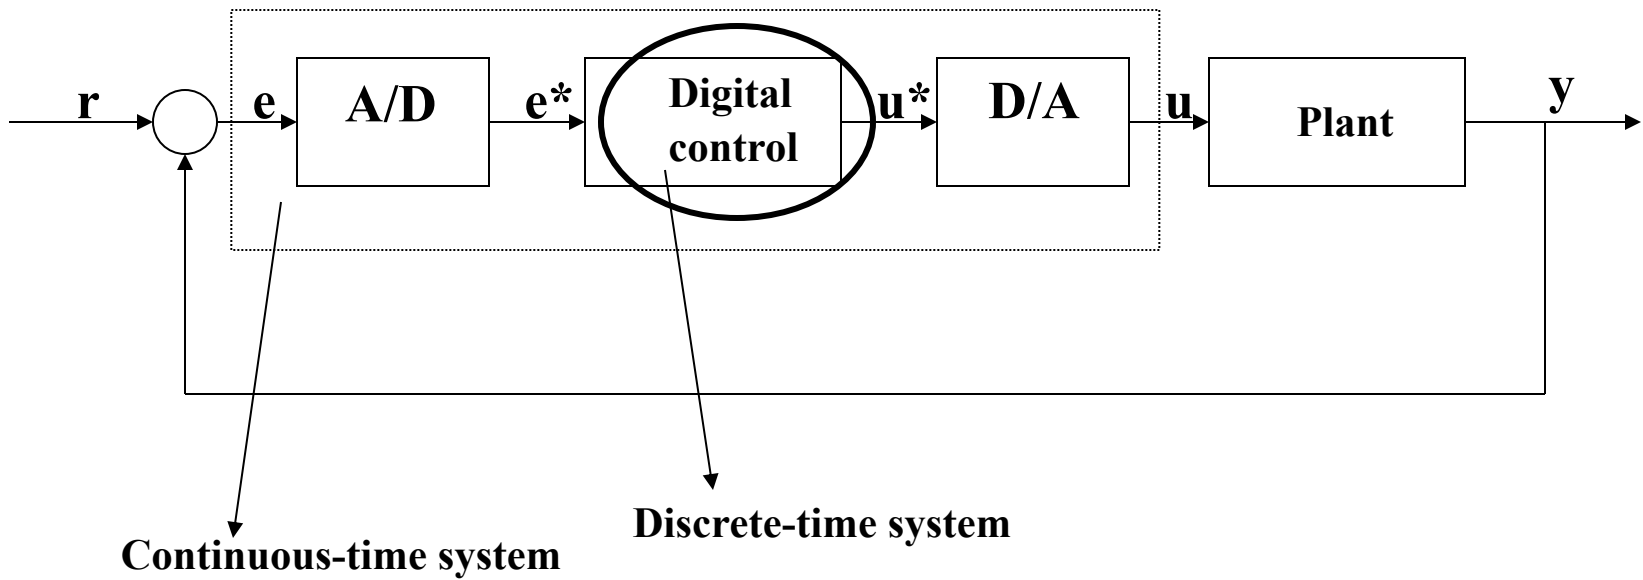 r
e
A/D
e*
Digital
control
u*
D/A
u
Plant
y
Discrete-time system
Continuous-time system